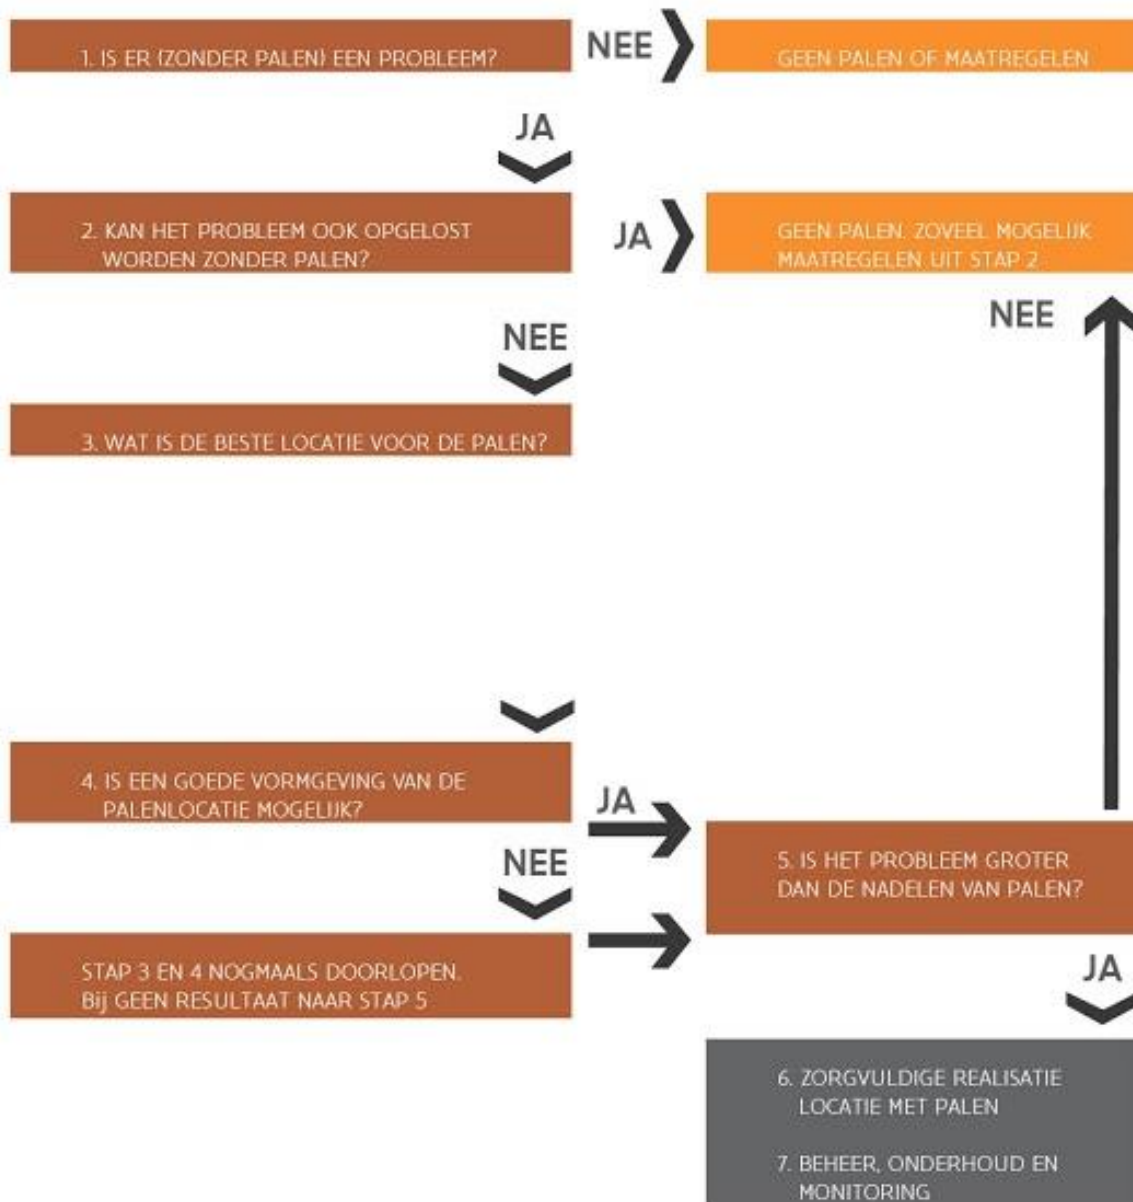 1. IS ER (ZONDER PALEN) EEN PROBLEEM?
NEE
GEEN PALEN OF MAATREGELEN
JA
2. KAN HET PROBLEEM OOK OPGELOST
WORDEN ZONDER PALEN?
JA
GEEN PALEN. ZOVEEL MOGELIJK
MAATREGELEN UIT STAP 2
NEE
NEE
3. WAT IS DE BESTE LOCATIE VOOR DE PALEN?
4. IS EEN GOEDE VORMGEVING VAN DE
PALENLOCATIE MOGELIJK?
JA
NEE
5. IS HET PROBLEEM GROTER
DAN DE NADELEN VAN PALEN?
STAP 3 EN 4 NOGMAALS DOORLOPEN.
Bij GEEN RESULTAAT NAAR STAP 5
JA
6. ZORGVULDIGE REALISATIE
LOCATIE MET PALEN
7. BEHEER, ONDERHOUD EN
MONITORING